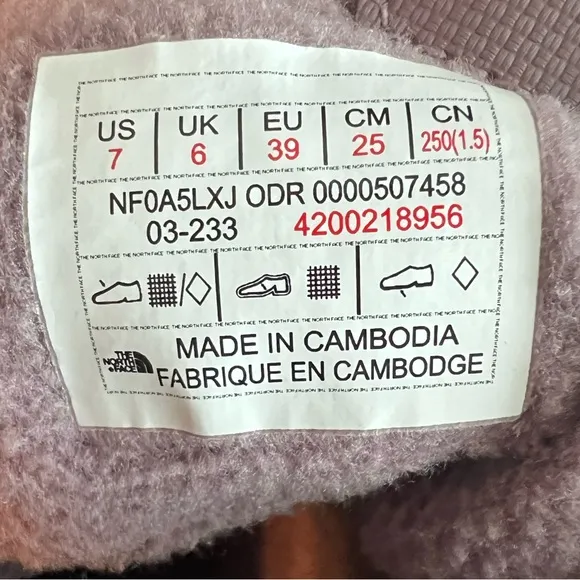 US UK EU CM CN
7 6 39 25 250(1.5)
NF0A5LXJ ODR 0000507458
03-233 4200218956
THE NORTH FACE
MADE IN CAMBODIA
FABRIQUE EN CAMBODGE